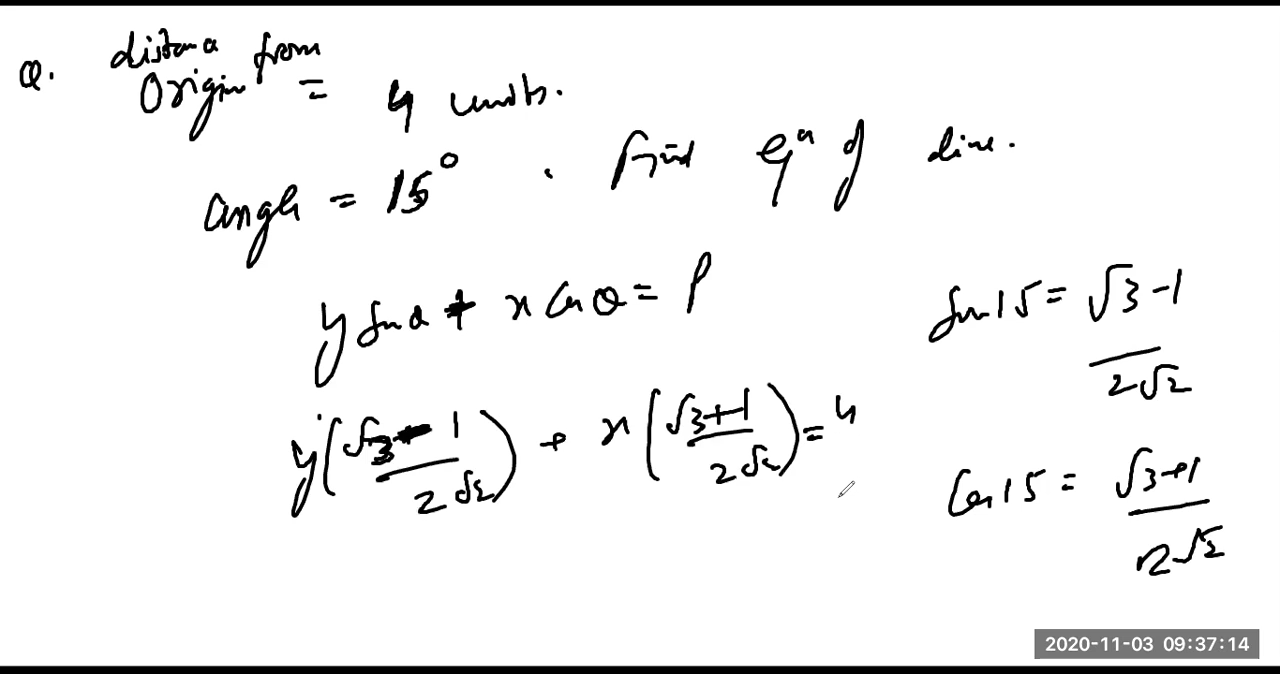 Q. distance from
Origin = 4 units.
angle = 15° . Find Eqn of line.
y sin θ + x cos θ = P
sin 15 = √3-1 / 2√2
y(√3-1 / 2√2) + x(√3+1 / 2√2) = 4
cos 15 = √3+1 / 2√2
2020-11-03 09:37:14